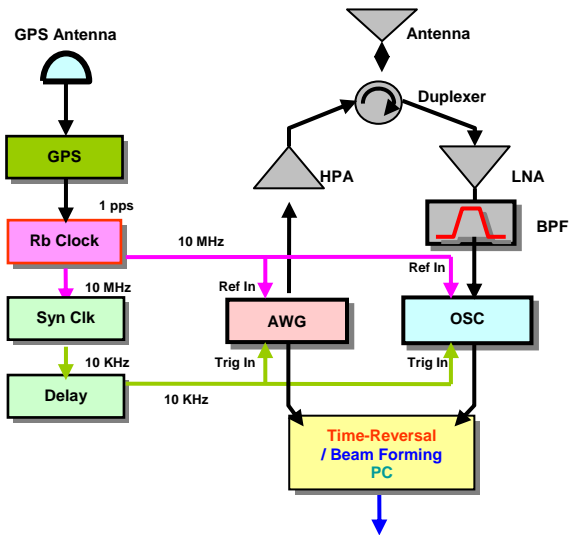 GPS Antenna
Antenna
Duplexer
GPS
HPA
LNA
1 pps
Rb Clock
BPF
10 MHz
Ref In
10 MHz
Ref In
Syn Clk
AWG
OSC
10 KHz
Trig In
Trig In
Delay
10 KHz
Time-Reversal
/ Beam Forming
PC